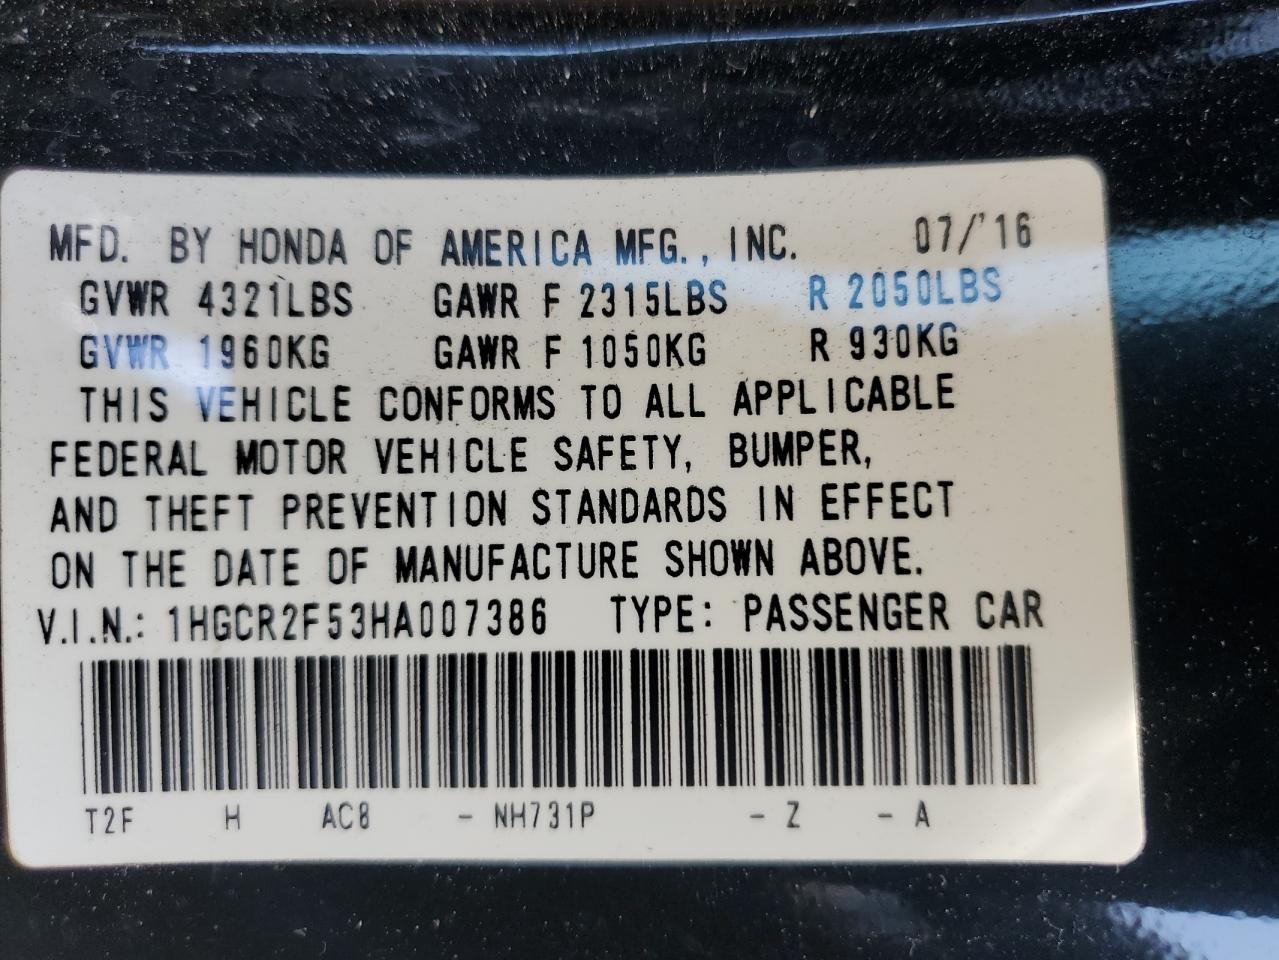 MFD. BY HONDA OF AMERICA MFG., INC. 07/'16
GVWR 4321LBS GAWR F 2315LBS R 2050LBS
GVWR 1960KG GAWR F 1050KG R 930KG
THIS VEHICLE CONFORMS TO ALL APPLICABLE
FEDERAL MOTOR VEHICLE SAFETY, BUMPER,
AND THEFT PREVENTION STANDARDS IN EFFECT
ON THE DATE OF MANUFACTURE SHOWN ABOVE.
V.I.N.: 1HGCR2F53HA007386 TYPE: PASSENGER CAR
T2F H AC8 - NH731P - Z - A